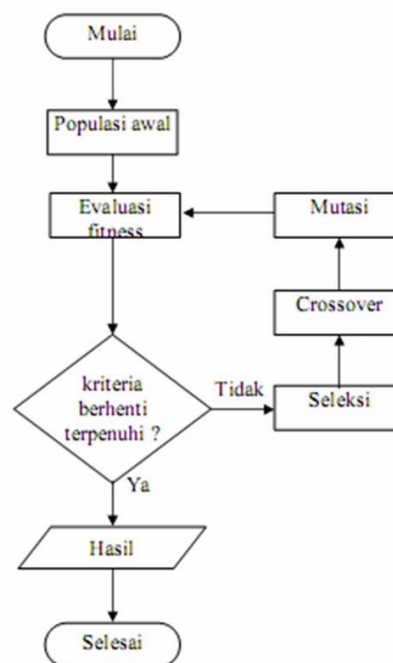 Mulai
Populasi awal
Evaluasi
fitness
Mutasi
Crossover
kriteria
berhenti
terpenuhi ?
Tidak
Seleksi
Ya
Hasil
Selesai